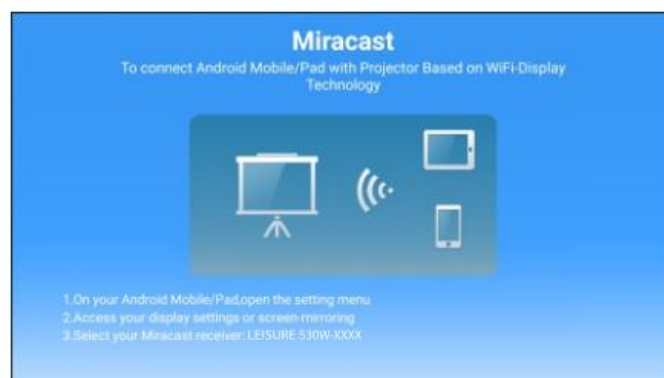 Miracast
To connect Android Mobile/Pad with Projector Based on WiFi-Display
Technology
1.On your Android Mobile/Pad,open the setting menu
2.Access your display settings or screen-mirroring
3.Select your Miracast receiver: LEISURE 530W-XXXX